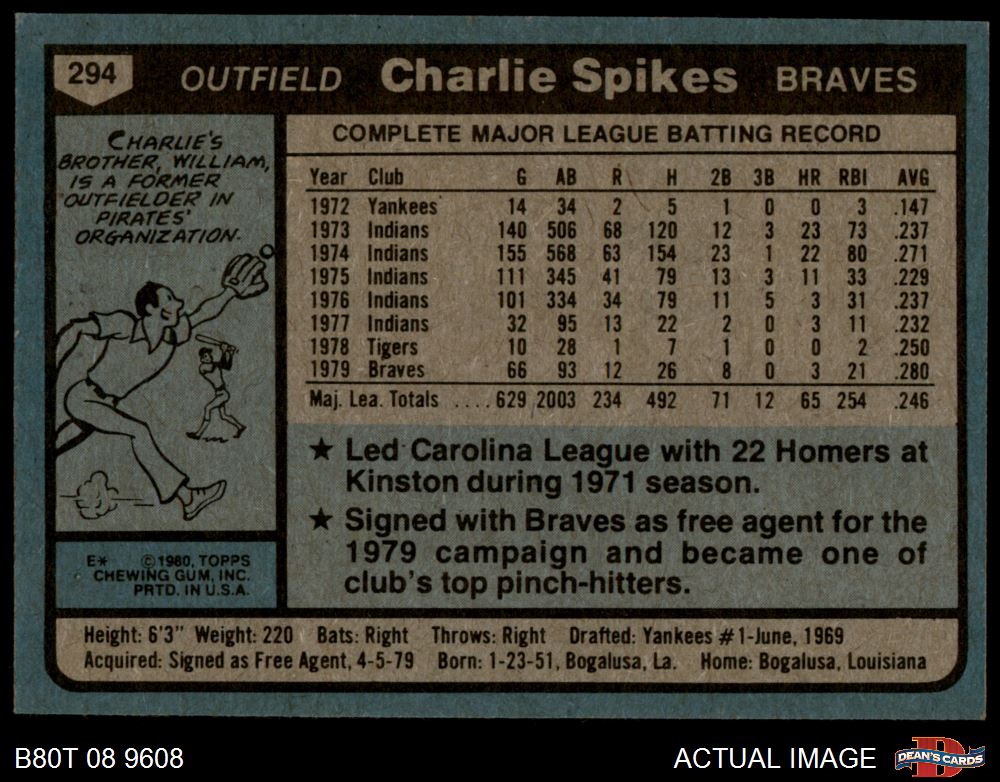 294 OUTFIELD Charlie Spikes BRAVES
CHARLIE'S
BROTHER, WILLIAM,
IS A FORMER
OUTFIELDER IN
PIRATES'
ORGANIZATION.
COMPLETE MAJOR LEAGUE BATTING RECORD
Year Club G AB R H 2B 3B HR RBI AVG
1972 Yankees 14 34 2 5 1 0 0 3 .147
1973 Indians 140 506 68 120 12 3 23 73 .237
1974 Indians 155 568 63 154 23 1 22 80 .271
1975 Indians 111 345 41 79 13 3 11 33 .229
1976 Indians 101 334 34 79 11 5 3 31 .237
1977 Indians 32 95 13 22 2 0 3 11 .232
1978 Tigers 10 28 1 7 1 0 0 2 .250
1979 Braves 66 93 12 26 8 0 3 21 .280
Maj. Lea. Totals ....629 2003 234 492 71 12 65 254 .246
★ Led Carolina League with 22 Homers at
Kinston during 1971 season.
★ Signed with Braves as free agent for the
1979 campaign and became one of
club's top pinch-hitters.
E* ©1980, TOPPS
CHEWING GUM, INC.
PRTD. IN U.S.A.
Height: 6'3" Weight: 220 Bats: Right Throws: Right Drafted: Yankees #1-June, 1969
Acquired: Signed as Free Agent, 4-5-79 Born: 1-23-51, Bogalusa, La. Home: Bogalusa, Louisiana
B80T 08 9608 ACTUAL IMAGE D DEAN'S CARDS